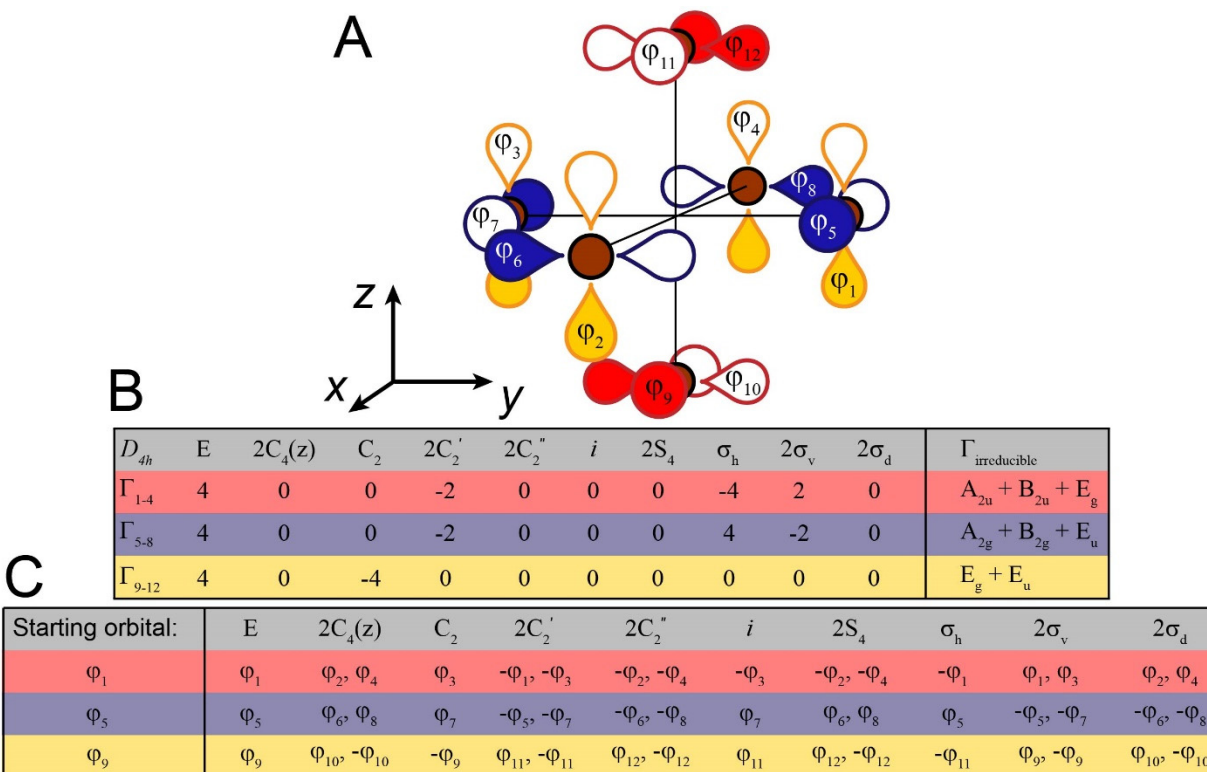 A
φ11
φ12
φ3
φ4
φ7
φ8
φ6
φ5
φ1
φ2
z
x
y
φ9
φ10
B
D4h E 2C4(z) C2 2C2' 2C2" i 2S4 σh 2σv 2σd Γirreducible
Γ1-4 4 0 0 -2 0 0 0 -4 2 0 A2u + B2u + Eg
Γ5-8 4 0 0 -2 0 0 0 4 -2 0 A2g + B2g + Eu
Γ9-12 4 0 -4 0 0 0 0 0 0 0 Eg + Eu
C
Starting orbital: E 2C4(z) C2 2C2' 2C2" i 2S4 σh 2σv 2σd
φ1 φ1 φ2, φ4 φ3 -φ1, -φ3 -φ2, -φ4 -φ3 -φ2, -φ4 -φ1 φ1, φ3 φ2, φ4
φ5 φ5 φ6, φ8 φ7 -φ5, -φ7 -φ6, -φ8 φ7 φ6, φ8 φ5 -φ5, -φ7 -φ6, -φ8
φ9 φ9 φ10, -φ10 -φ9 φ11, -φ11 φ12, -φ12 φ11 φ12, -φ12 -φ11 φ9, -φ9 φ10, -φ10